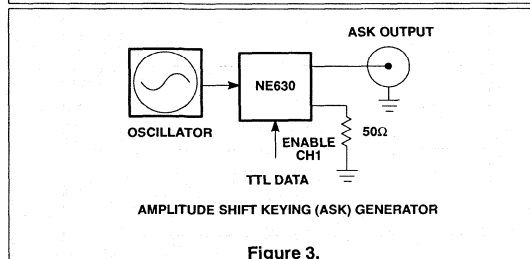 ASK OUTPUT
NE630
OSCILLATOR
ENABLE
CH1
50Ω
TTL DATA
AMPLITUDE SHIFT KEYING (ASK) GENERATOR
Figure 3.